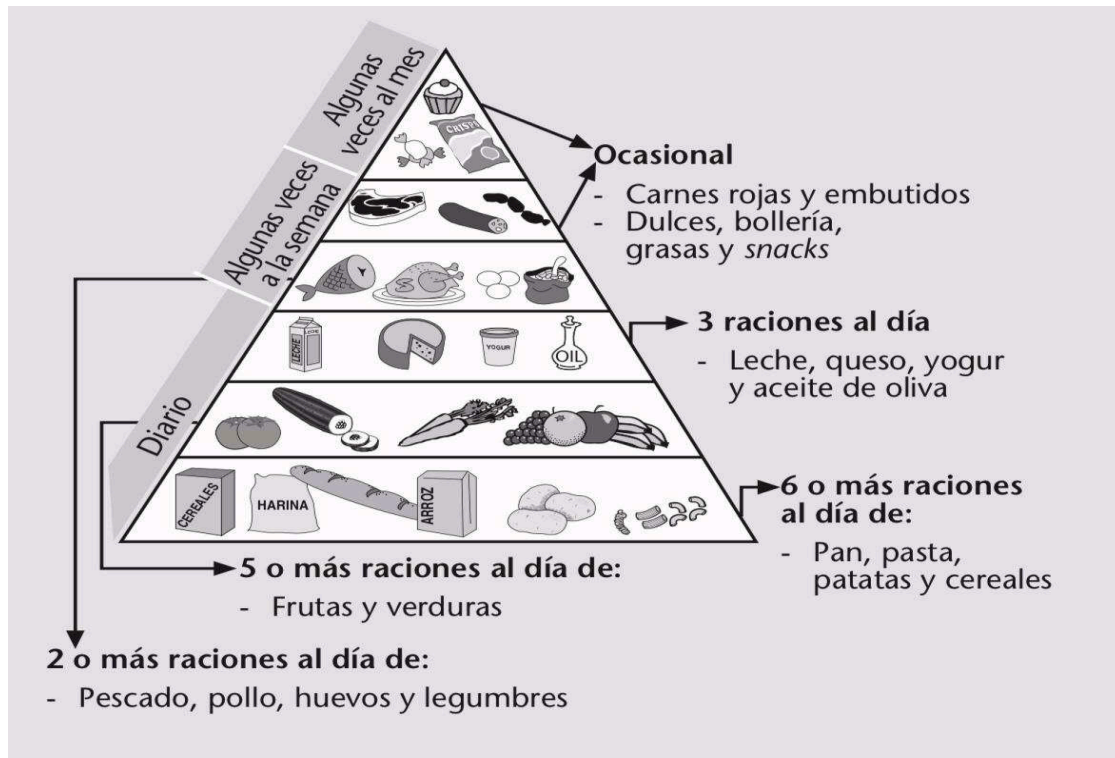 Algunas
veces al mes
Algunas veces
a la semana
Diario
CRISPI
Ocasional
- Carnes rojas y embutidos
- Dulces, bollería,
grasas y snacks
LECHE
LECHE
YOGUR
OIL
3 raciones al día
- Leche, queso, yogur
y aceite de oliva
CEREALES
HARINA
ARROZ
6 o más raciones
al día de:
- Pan, pasta,
patatas y cereales
5 o más raciones al día de:
- Frutas y verduras
2 o más raciones al día de:
- Pescado, pollo, huevos y legumbres